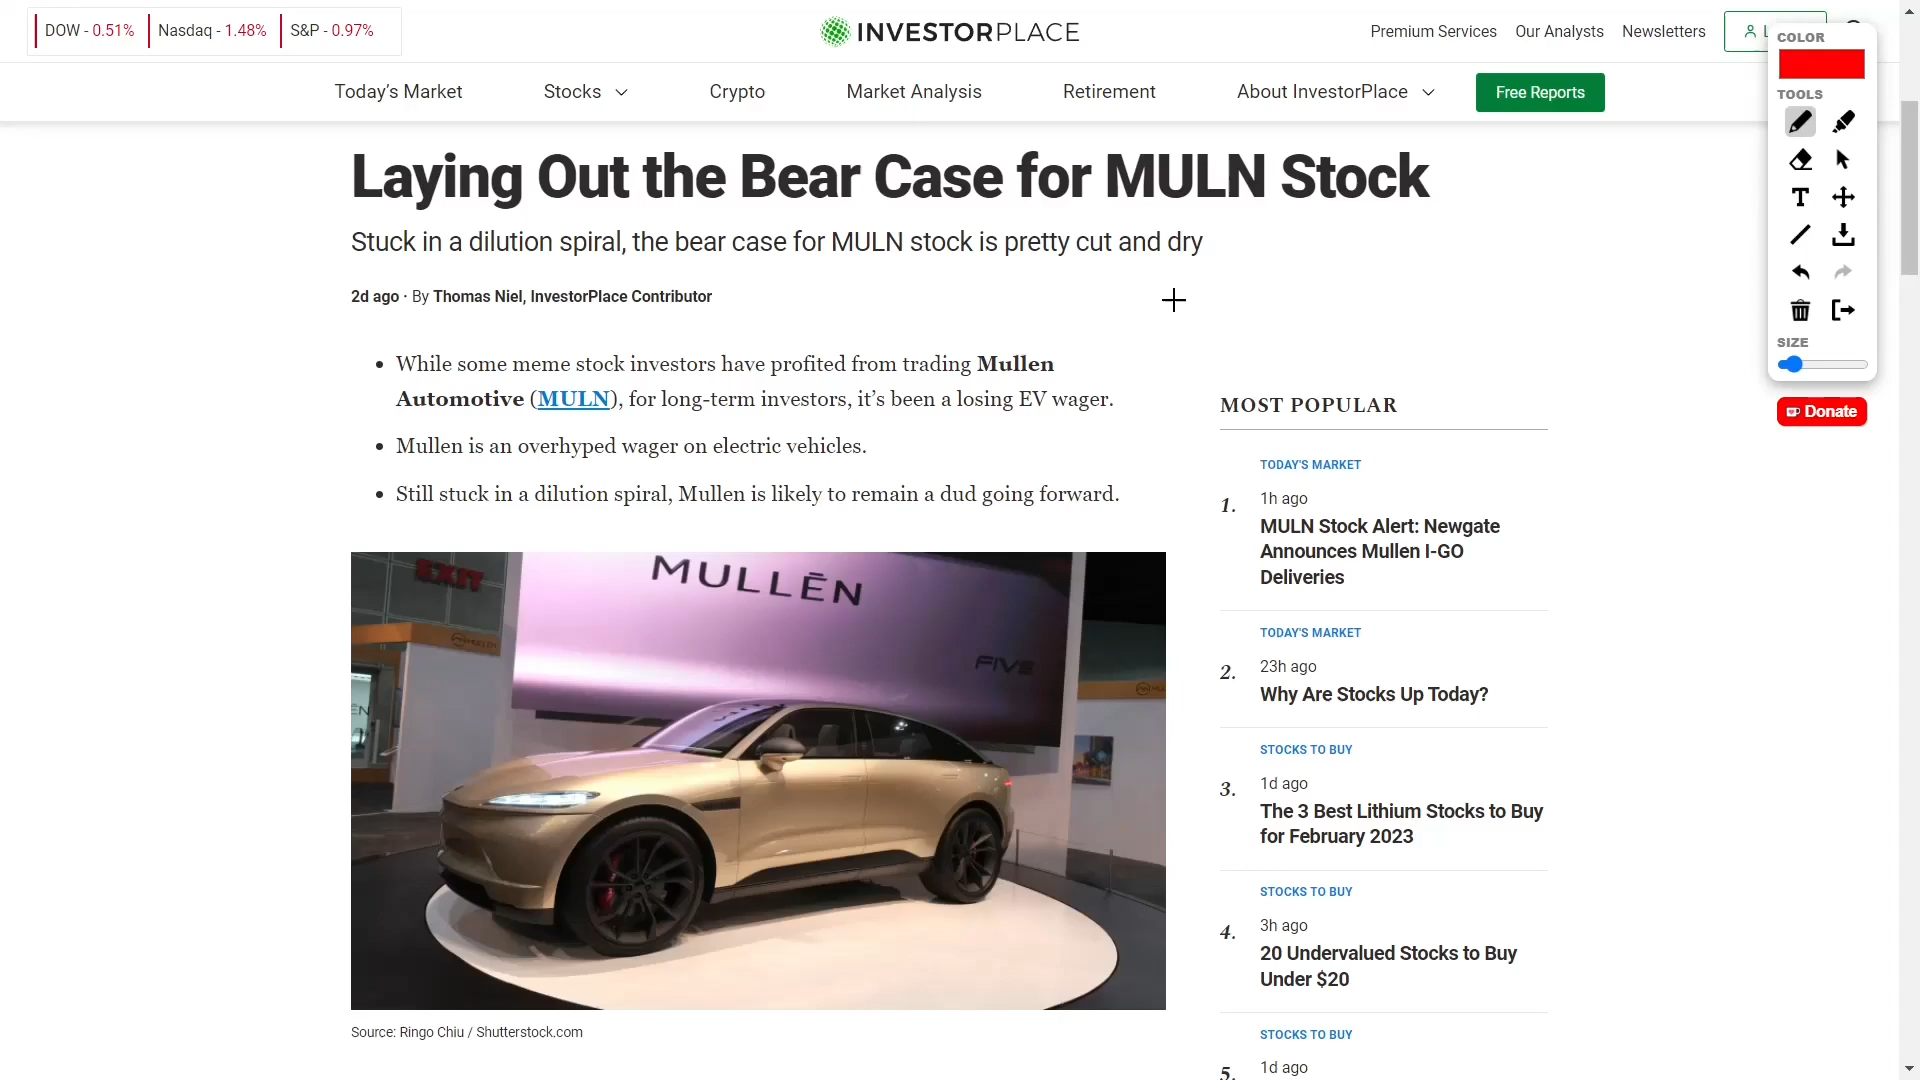 DOW - 0.51% Nasdaq - 1.48% S&P - 0.97%
INVESTORPLACE
Premium Services Our Analysts Newsletters
COLOR
TOOLS
SIZE
Donate
Today's Market Stocks Crypto Market Analysis Retirement About InvestorPlace Free Reports
Laying Out the Bear Case for MULN Stock
Stuck in a dilution spiral, the bear case for MULN stock is pretty cut and dry
2d ago · By Thomas Niel, InvestorPlace Contributor
• While some meme stock investors have profited from trading Mullen
Automotive (MULN), for long-term investors, it's been a losing EV wager.
• Mullen is an overhyped wager on electric vehicles.
• Still stuck in a dilution spiral, Mullen is likely to remain a dud going forward.
EXIT
MULLĒN
FIVE
Source: Ringo Chiu / Shutterstock.com
MOST POPULAR
TODAY'S MARKET
1. 1h ago
MULN Stock Alert: Newgate
Announces Mullen I-GO
Deliveries
TODAY'S MARKET
2. 23h ago
Why Are Stocks Up Today?
STOCKS TO BUY
3. 1d ago
The 3 Best Lithium Stocks to Buy
for February 2023
STOCKS TO BUY
4. 3h ago
20 Undervalued Stocks to Buy
Under $20
STOCKS TO BUY
5. 1d ago